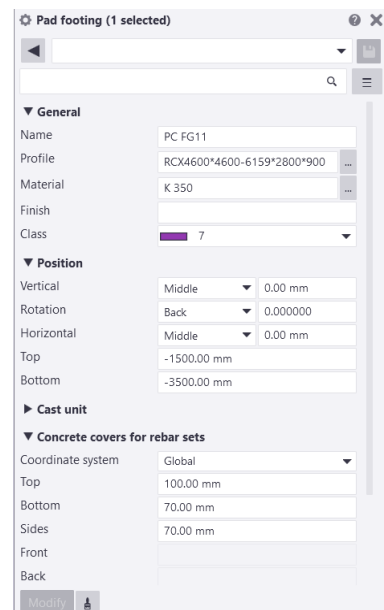 Pad footing (1 selected)
General
Name PC FG11
Profile RCX4600*4600-6159*2800*900 ...
Material K 350 ...
Finish
Class 7
Position
Vertical Middle 0.00 mm
Rotation Back 0.000000
Horizontal Middle 0.00 mm
Top -1500.00 mm
Bottom -3500.00 mm
Cast unit
Concrete covers for rebar sets
Coordinate system Global
Top 100.00 mm
Bottom 70.00 mm
Sides 70.00 mm
Front
Back
Modify